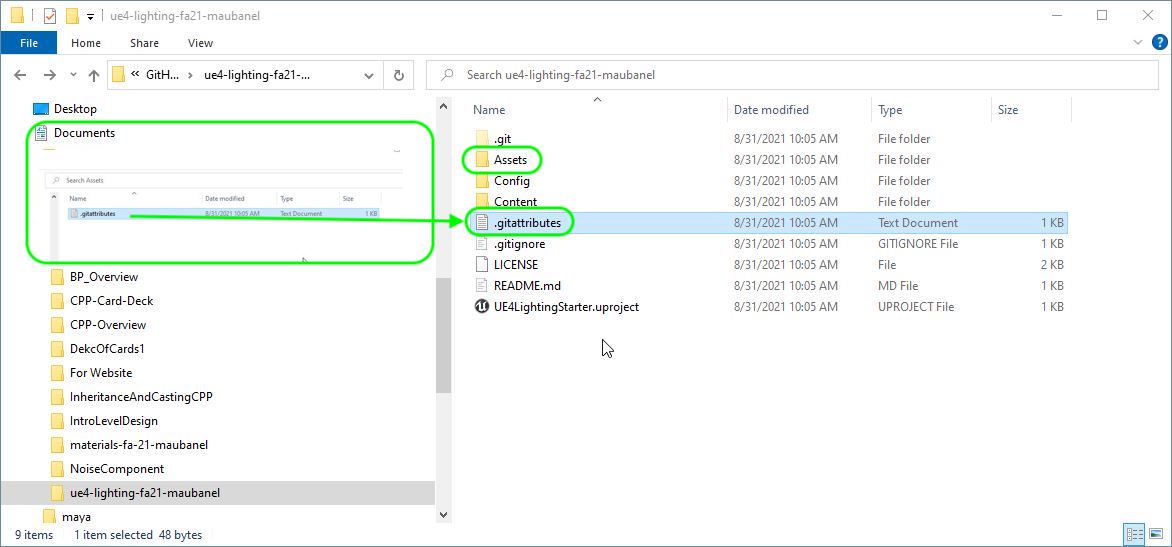 ue4-lighting-fa21-maubanel
File Home Share View
GitH... ue4-lighting-fa21-... Search ue4-lighting-fa21-maubanel
Desktop
Documents
Search Assets
Name Date modified Type Size
.gitattributes 8/31/2021 10:05 AM Text Document 1 KB
BP_Overview
CPP-Card-Deck
CPP-Overview
DekcOfCards1
For Website
InheritanceAndCastingCPP
IntroLevelDesign
materials-fa-21-maubanel
NoiseComponent
ue4-lighting-fa21-maubanel
maya
Name Date modified Type Size
.git 8/31/2021 10:05 AM File folder
Assets 8/31/2021 10:05 AM File folder
Config 8/31/2021 10:05 AM File folder
Content 8/31/2021 10:05 AM File folder
.gitattributes 8/31/2021 10:05 AM Text Document 1 KB
.gitignore 8/31/2021 10:05 AM GITIGNORE File 1 KB
LICENSE 8/31/2021 10:05 AM File 2 KB
README.md 8/31/2021 10:05 AM MD File 1 KB
UE4LightingStarter.uproject 8/31/2021 10:05 AM UPROJECT File 1 KB
9 items 1 item selected 48 bytes